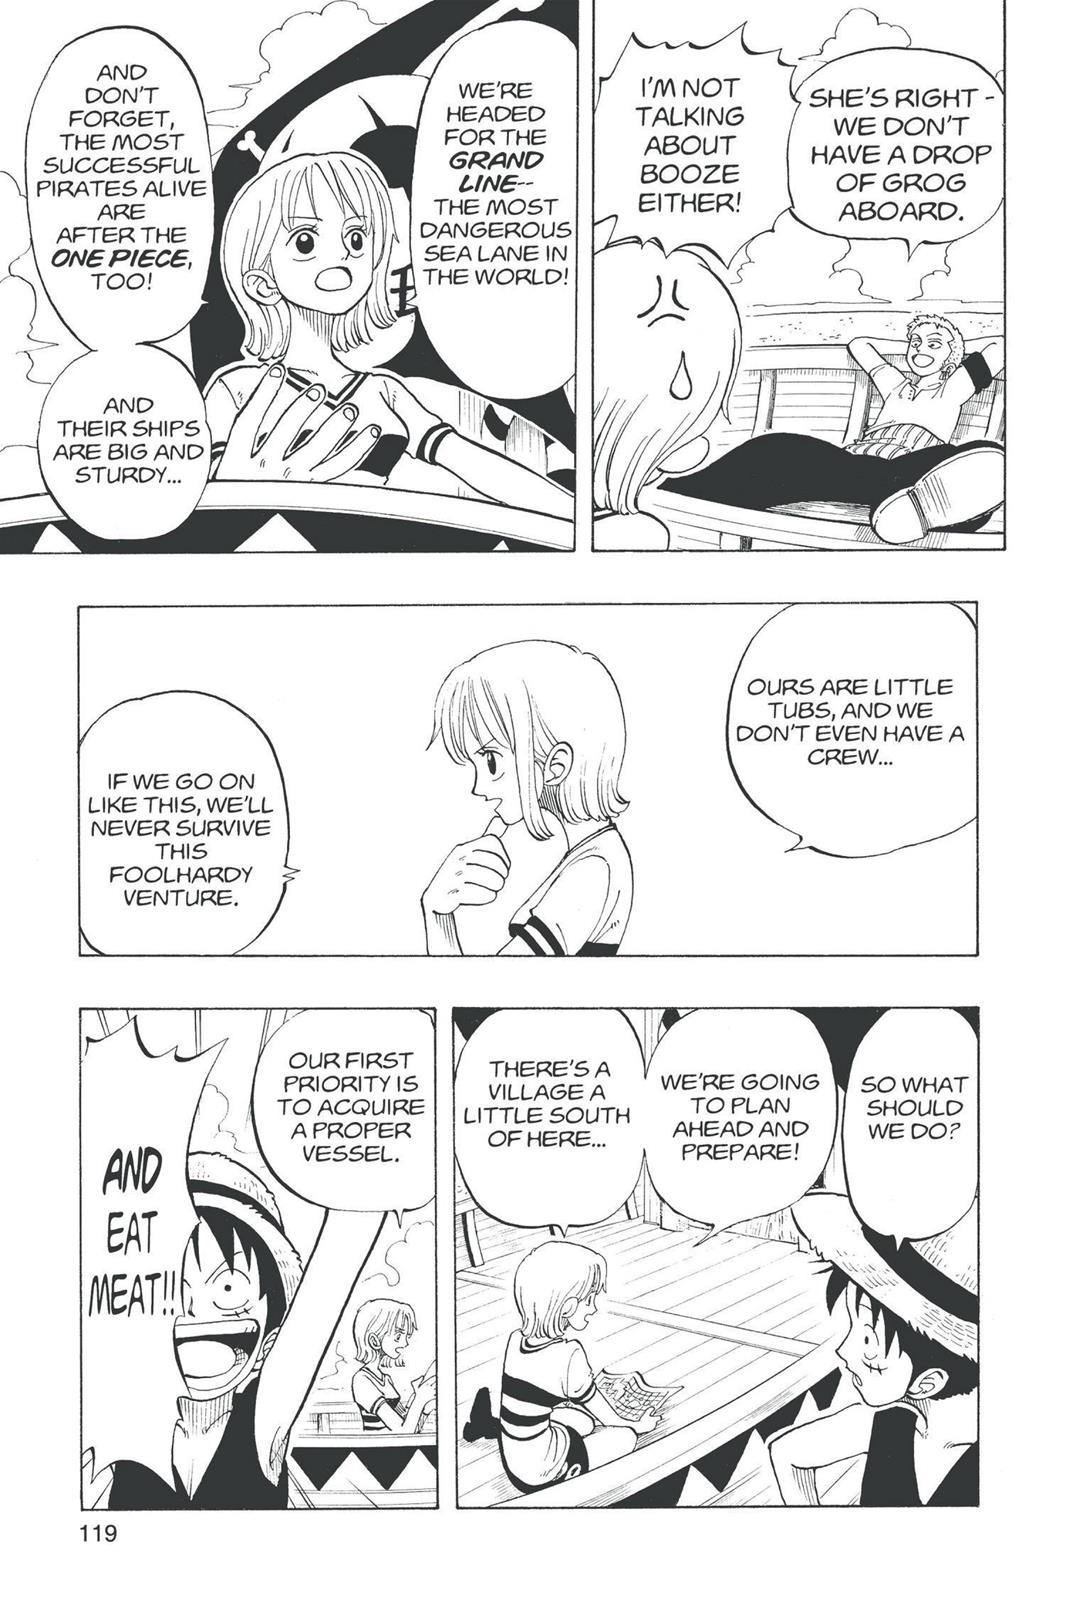 SHE'S RIGHT -
WE DON'T
HAVE A DROP
OF GROG
ABOARD.
I'M NOT
TALKING
ABOUT
BOOZE
EITHER!
WE'RE
HEADED
FOR THE
GRAND
LINE--
THE MOST
DANGEROUS
SEA LANE IN
THE WORLD!
AND
DON'T
FORGET,
THE MOST
SUCCESSFUL
PIRATES ALIVE
ARE
AFTER THE
ONE PIECE,
TOO!
AND
THEIR SHIPS
ARE BIG AND
STURDY...
OURS ARE LITTLE
TUBS, AND WE
DON'T EVEN HAVE A
CREW...
IF WE GO ON
LIKE THIS, WE'LL
NEVER SURVIVE
THIS
FOOLHARDY
VENTURE.
SO WHAT
SHOULD
WE DO?
WE'RE GOING
TO PLAN
AHEAD AND
PREPARE!
THERE'S A
VILLAGE A
LITTLE SOUTH
OF HERE...
OUR FIRST
PRIORITY IS
TO ACQUIRE
A PROPER
VESSEL.
AND
EAT
MEAT!!
119